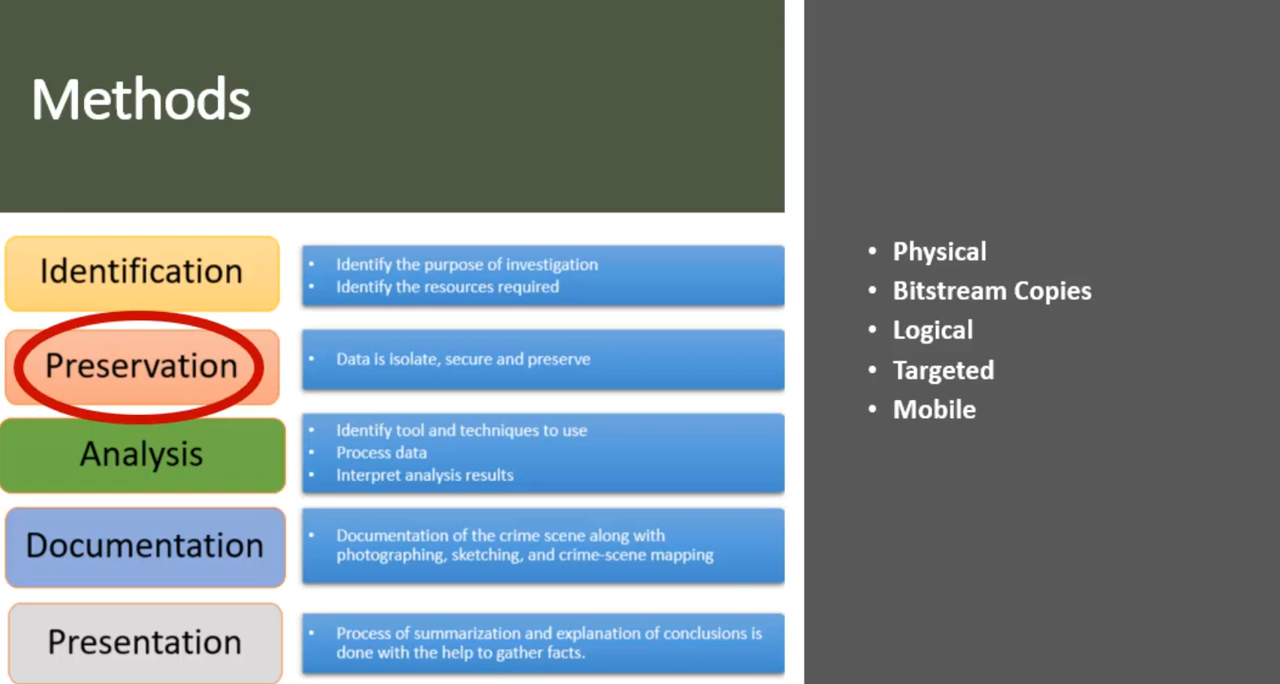 Methods
Identification
• Identify the purpose of investigation
• Identify the resources required
Preservation
• Data is isolate, secure and preserve
Analysis
• Identify tool and techniques to use
• Process data
• Interpret analysis results
Documentation
• Documentation of the crime scene along with
photographing, sketching, and crime-scene mapping
Presentation
• Process of summarization and explanation of conclusions is
done with the help to gather facts.
• Physical
• Bitstream Copies
• Logical
• Targeted
• Mobile